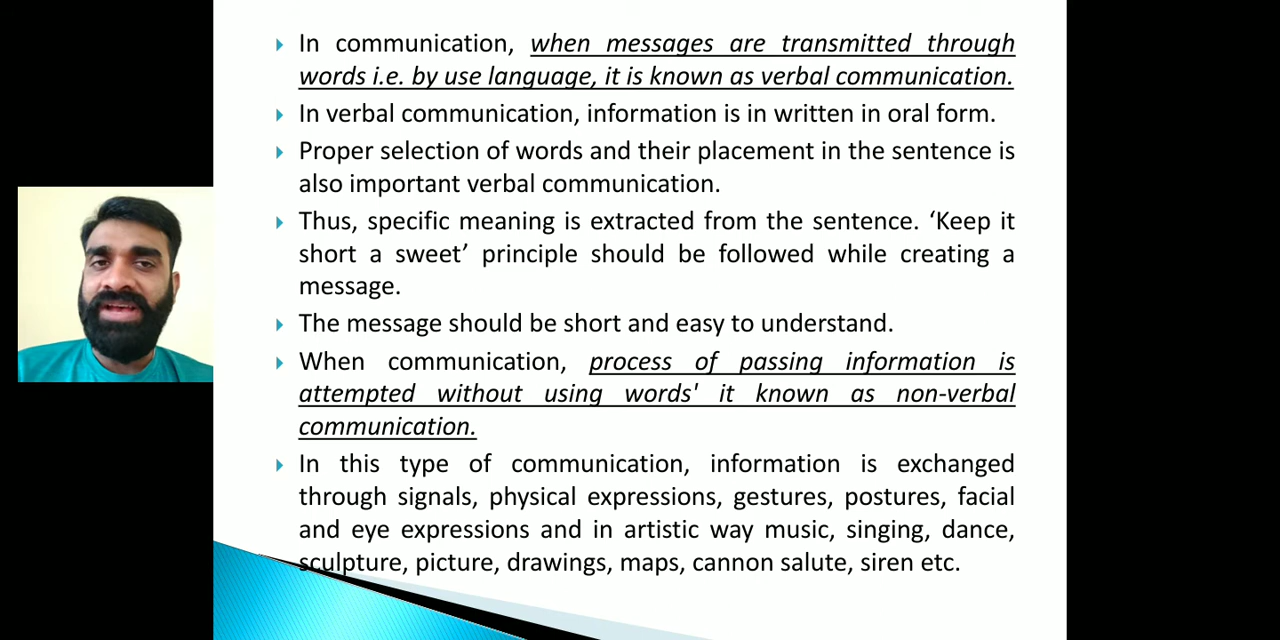 In communication, when messages are transmitted through
words i.e. by use language, it is known as verbal communication.
In verbal communication, information is in written in oral form.
Proper selection of words and their placement in the sentence is
also important verbal communication.
Thus, specific meaning is extracted from the sentence. ‘Keep it
short a sweet’ principle should be followed while creating a
message.
The message should be short and easy to understand.
When communication, process of passing information is
attempted without using words' it known as non-verbal
communication.
In this type of communication, information is exchanged
through signals, physical expressions, gestures, postures, facial
and eye expressions and in artistic way music, singing, dance,
sculpture, picture, drawings, maps, cannon salute, siren etc.